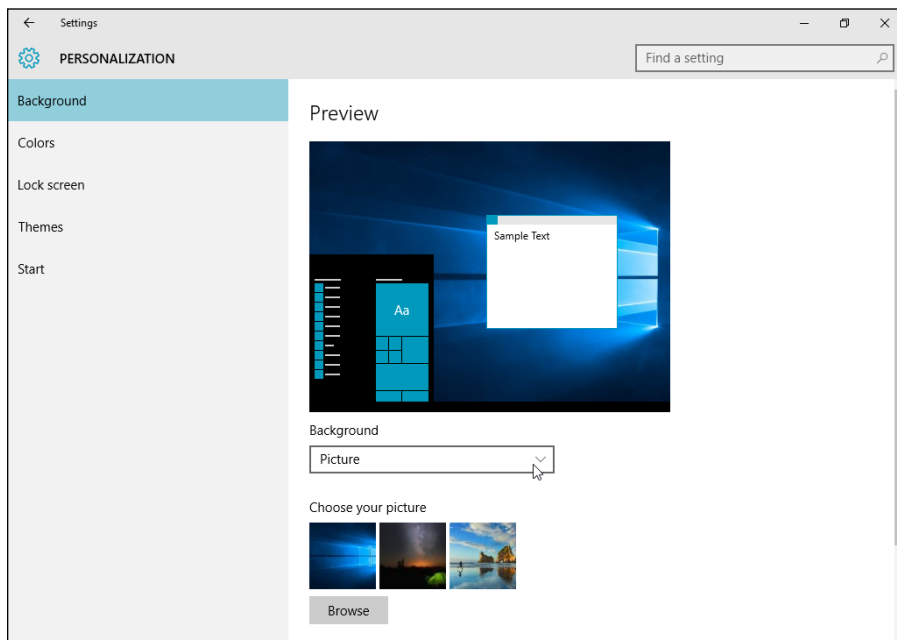 Settings
PERSONALIZATION
Find a setting
Background
Colors
Lock screen
Themes
Start
Preview
Sample Text
Aa
Background
Picture
Choose your picture
Browse